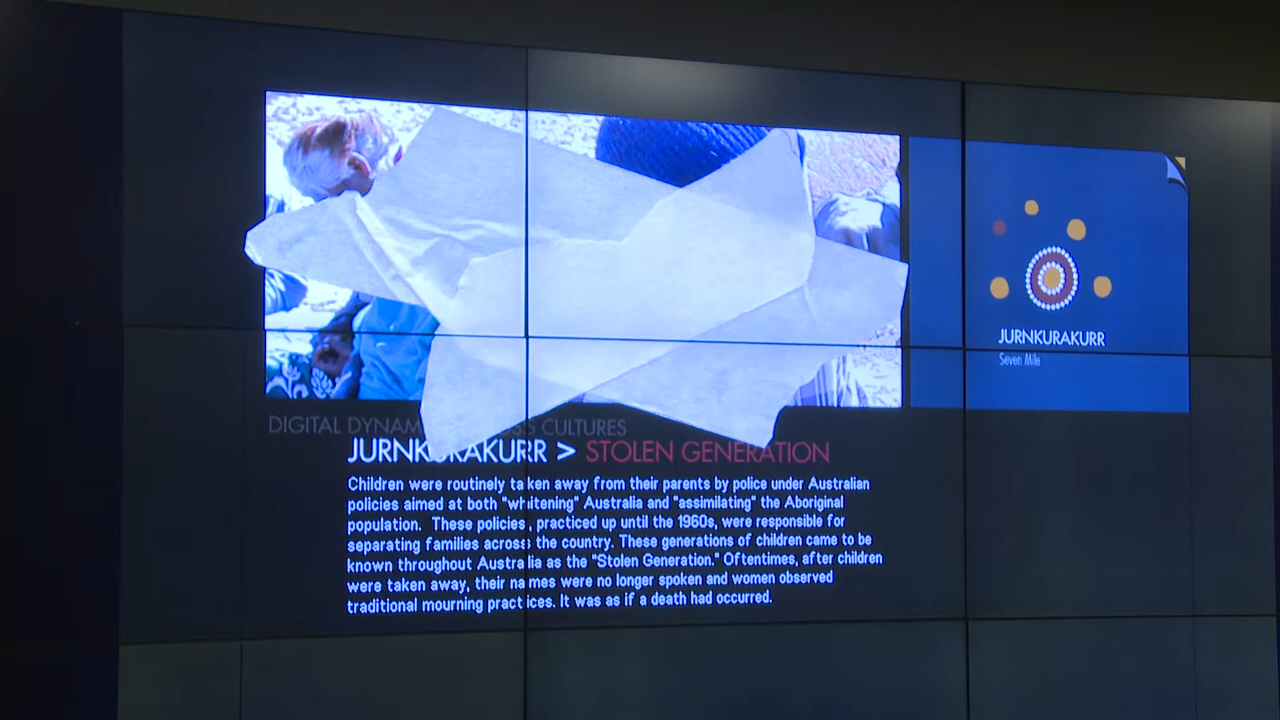 DIGITAL DYNAM CULTURES
JURNKURAKURR > STOLEN GENERATION
Children were routinely taken away from their parents by police under Australian
policies aimed at both "whitening" Australia and "assimilating" the Aboriginal
population. These policies, practiced up until the 1960s, were responsible for
separating families across the country. These generations of children came to be
known throughout Australia as the "Stolen Generation." Oftentimes, after children
were taken away, their names were no longer spoken and women observed
traditional mourning practices. It was as if a death had occurred.
JURNKURAKURR
Seven Mile